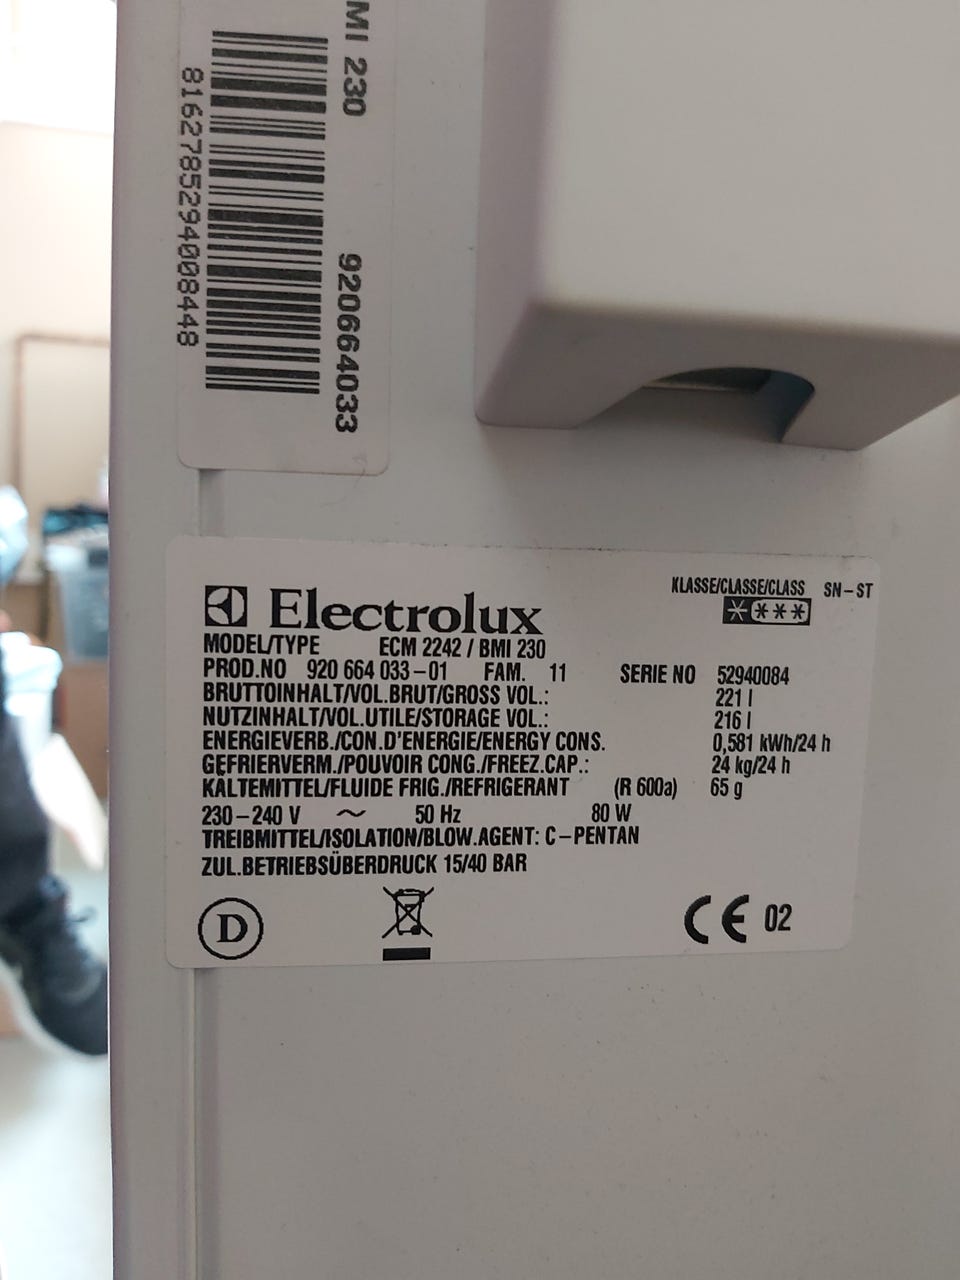 MI 230
920664033
8162785294008448
Electrolux
KLASSE/CLASSE/CLASS SN-ST
MODEL/TYPE ECM 2242 / BMI 230
PROD.NO 920 664 033-01 FAM. 11 SERIE NO 52940084
BRUTTOINHALT/VOL.BRUT/GROSS VOL.: 221 l
NUTZINHALT/VOL.UTILE/STORAGE VOL.: 216 l
ENERGIEVERB./CON.D'ENERGIE/ENERGY CONS. 0,581 kWh/24 h
GEFRIERVERM./POUVOIR CONG./FREEZ.CAP.: 24 kg/24 h
KÄLTEMITTEL/FLUIDE FRIG./REFRIGERANT (R 600a) 65 g
230-240 V ~ 50 Hz 80 W
TREIBMITTEL/ISOLATION/BLOW.AGENT: C-PENTAN
ZUL.BETRIEBSÜBERDRUCK 15/40 BAR
D CE 02